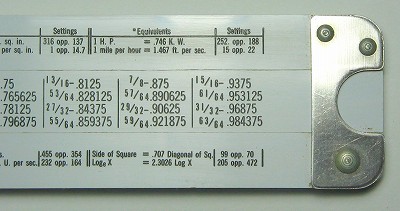 Settings *Equivalents Settings
sq. in. 316 opp. 137 1 H. P. = .746 K. W. 252. opp. 188
sq. in. 1 opp. 14.7 1 mile per hour = 1.467 ft. per sec. 15 opp. 22
.75 13/16-.8125 7/8-.875 15/16-.9375
.765625 53/64.828125 57/64.890625 61/64.953125
.78125 27/32-.84375 29/32-.90625 31/32-.96875
.796875 55/64.859375 59/64.921875 63/64.984375
s. .455 opp. 354 Side of Square = .707 Diagonal of Sq. 99 opp. 70
U. per sec. 232 opp. 164 Loge X = 2.3026 Log X 205 opp. 472